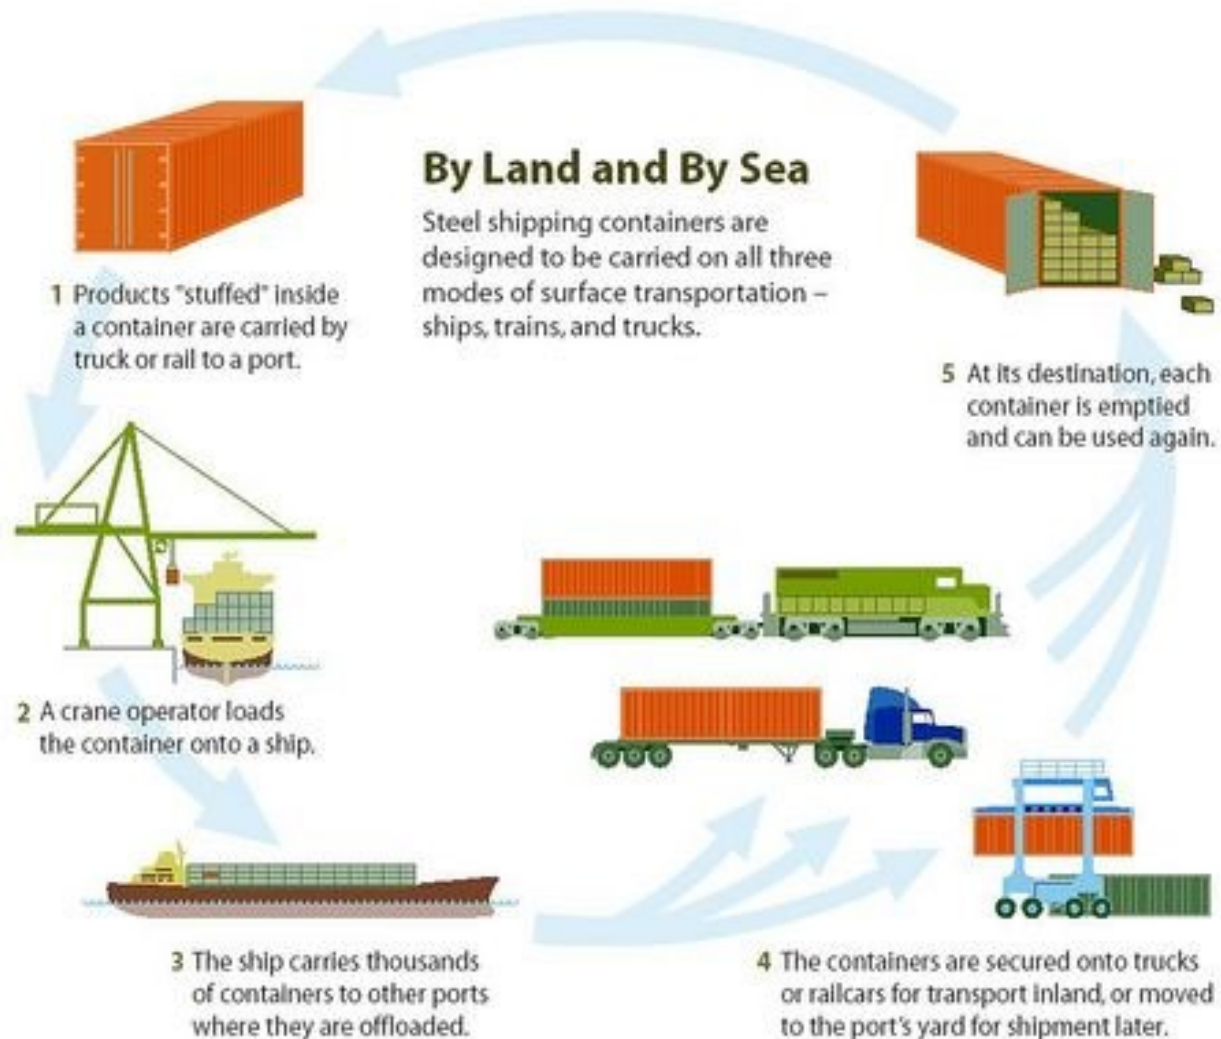 By Land and By Sea
Steel shipping containers are
designed to be carried on all three
modes of surface transportation –
ships, trains, and trucks.
1 Products "stuffed" inside
a container are carried by
truck or rail to a port.
2 A crane operator loads
the container onto a ship.
3 The ship carries thousands
of containers to other ports
where they are offloaded.
4 The containers are secured onto trucks
or railcars for transport inland, or moved
to the port's yard for shipment later.
5 At its destination, each
container is emptied
and can be used again.